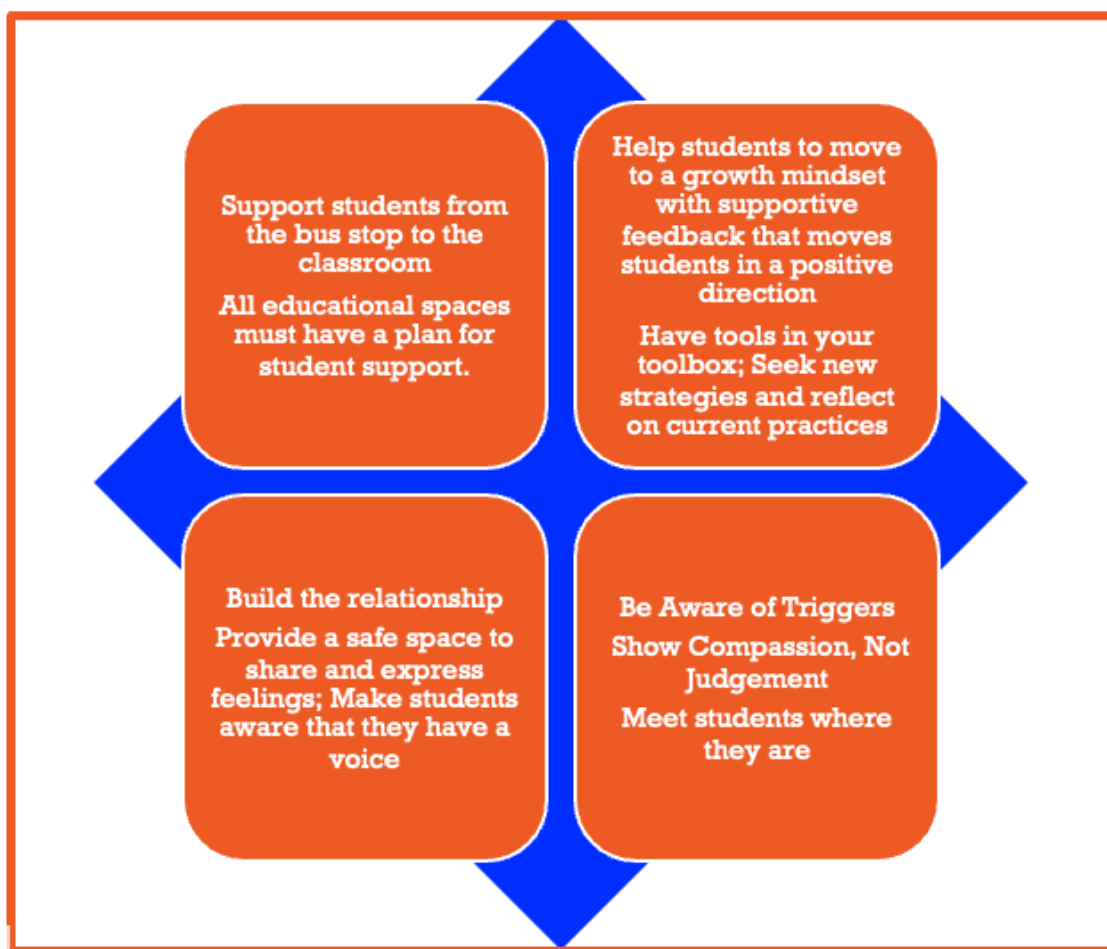 Support students from
the bus stop to the
classroom
All educational spaces
must have a plan for
student support.
Help students to move
to a growth mindset
with supportive
feedback that moves
students in a positive
direction
Have tools in your
toolbox; Seek new
strategies and reflect
on current practices
Build the relationship
Provide a safe space to
share and express
feelings; Make students
aware that they have a
voice
Be Aware of Triggers
Show Compassion, Not
Judgement
Meet students where
they are